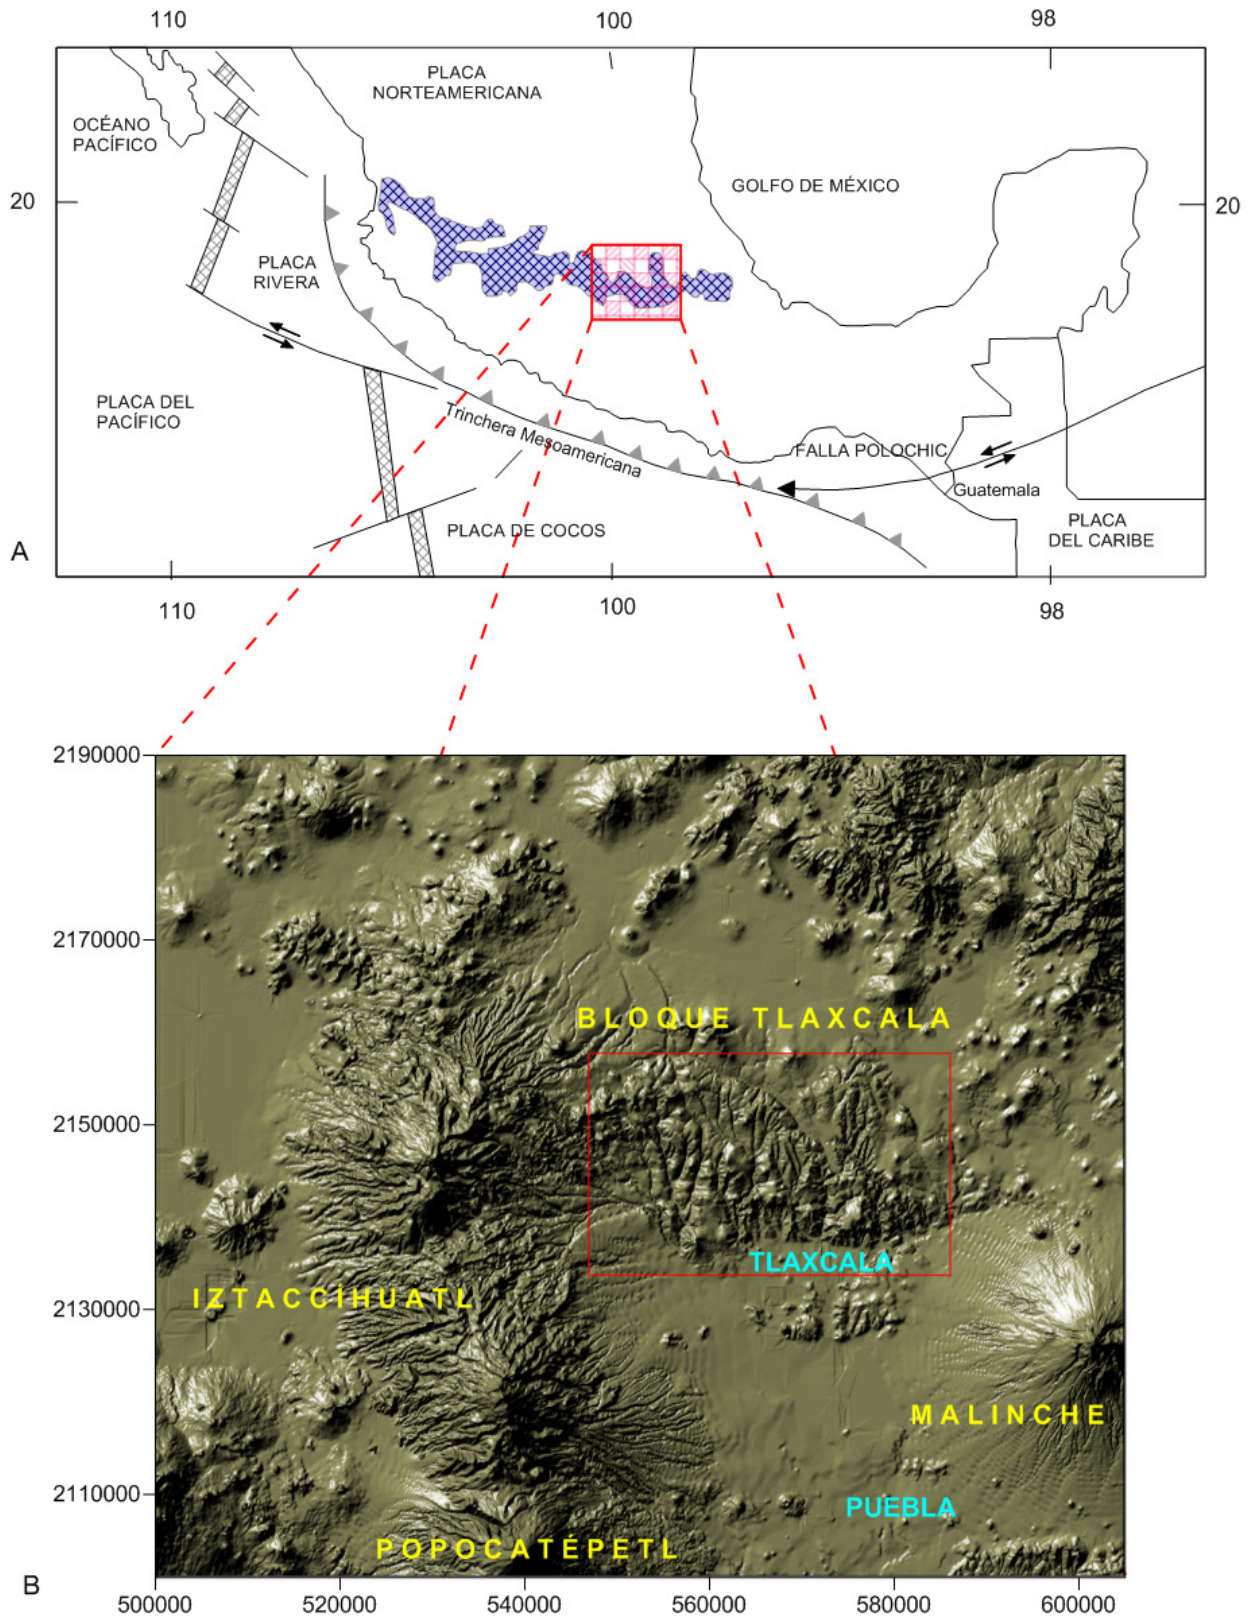 110 100 98
PLACA
NORTEAMERICANA
OCÉANO
PACÍFICO
GOLFO DE MÉXICO
20 20
PLACA
RIVERA
PLACA DEL
PACÍFICO
Trinchera Mesoamericana
FALLA POLOCHIC
Guatemala
PLACA DE COCOS
PLACA
DEL CARIBE
A
110 100 98
2190000
2170000
BLOQUE TLAXCALA
2150000
TLAXCALA
2130000
IZTACCÍHUATL
MALINCHE
2110000
PUEBLA
POPOCATÉPETL
B
500000 520000 540000 560000 580000 600000